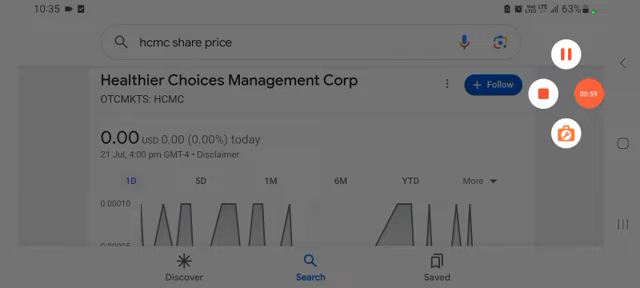 10:35 Vo) LTE 63%
hcmc share price
Healthier Choices Management Corp
OTCMKTS: HCMC
+ Follow
00:59
0.00 USD 0.00 (0.00%) today
21 Jul, 4:00 pm GMT-4 • Disclaimer
1D 5D 1M 6M YTD More
0.00010
0.00005
Discover Search Saved